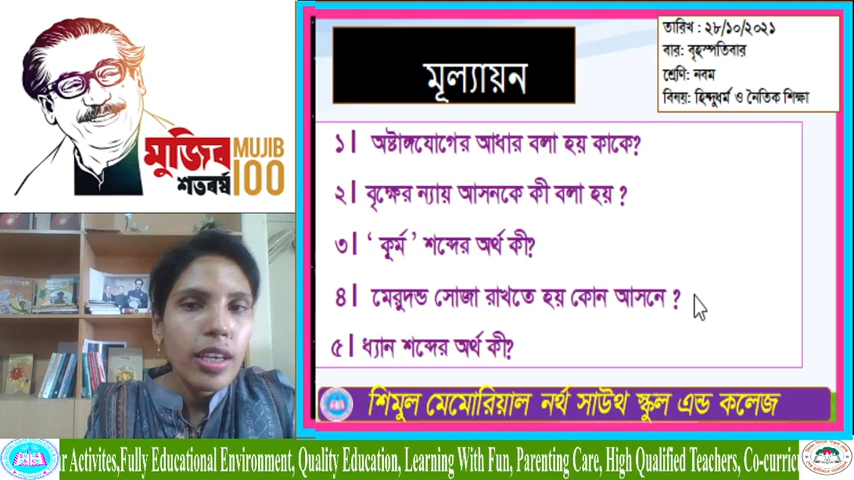 মুজিব
শতবর্ষ
MUJIB
100
মূল্যায়ন
তারিখ : ২৮/১০/২০২১
বার: বৃহস্পতিবার
শ্রেণি: নবম
বিষয়: হিন্দুধর্ম ও নৈতিক শিক্ষা
১। অষ্টাঙ্গযোগের আধার বলা হয় কাকে?
২। বৃক্ষের ন্যায় আসনকে কী বলা হয় ?
৩। ‘ কূর্ম ’ শব্দের অর্থ কী?
৪। মেরুদন্ড সোজা রাখতে হয় কোন আসনে ?
৫। ধ্যান শব্দের অর্থ কী?
শিমুল মেমোরিয়াল নর্থ সাউথ স্কুল এন্ড কলেজ
Activites,Fully Educational Environment, Quality Education, Learning With Fun, Parenting Care, High Qualified Teachers, Co-curric